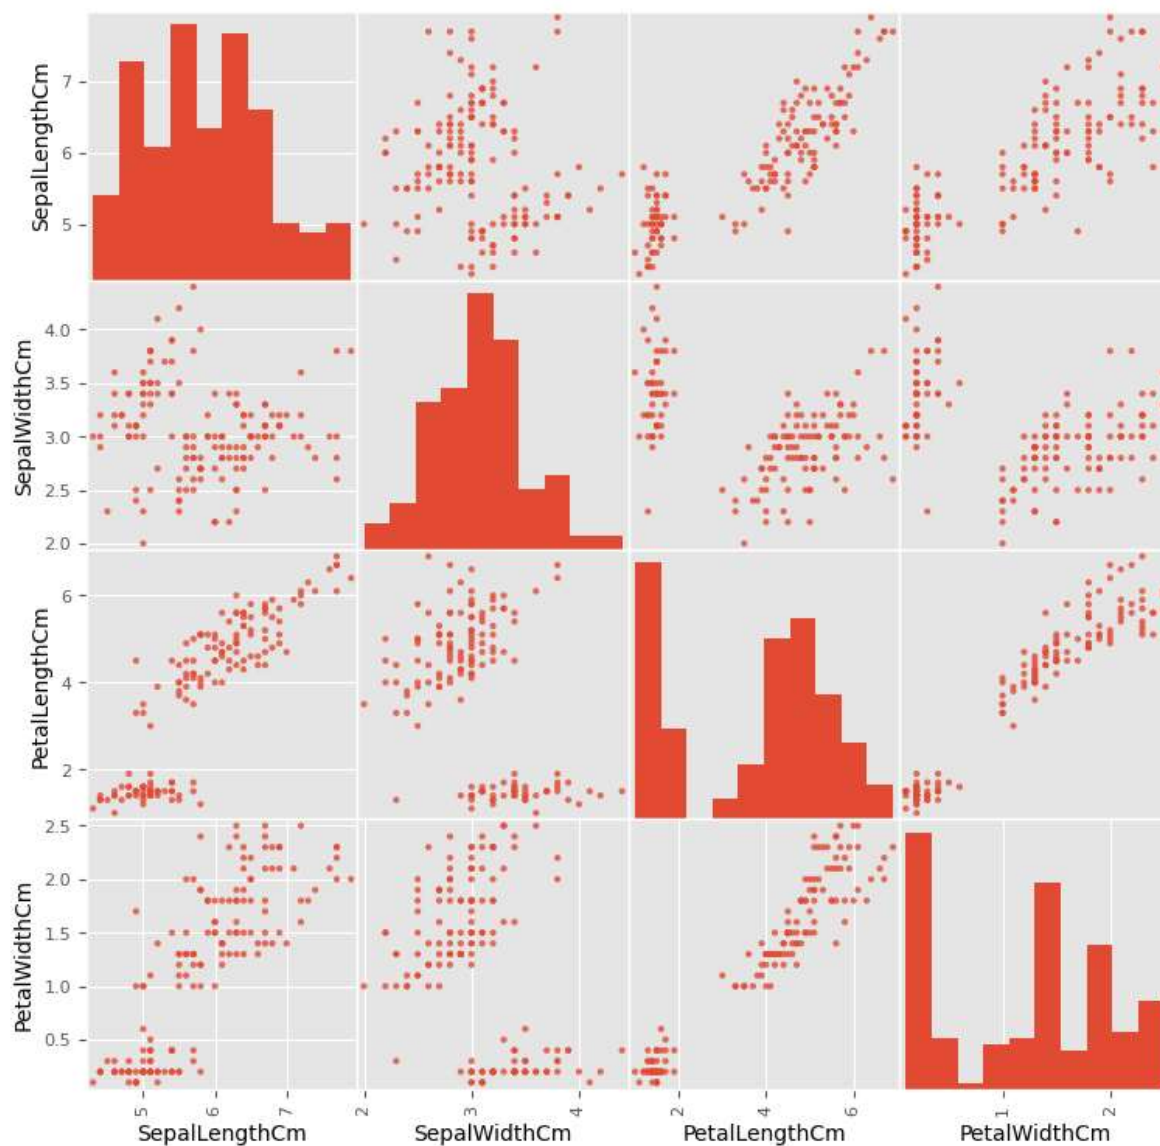 SepalLengthCm
7
6
5
SepalWidthCm
4.0
3.5
3.0
2.5
2.0
PetalLengthCm
6
4
2
PetalWidthCm
2.5
2.0
1.5
1.0
0.5
5 6 7 2 3 4 2 4 6 1 2
SepalLengthCm SepalWidthCm PetalLengthCm PetalWidthCm